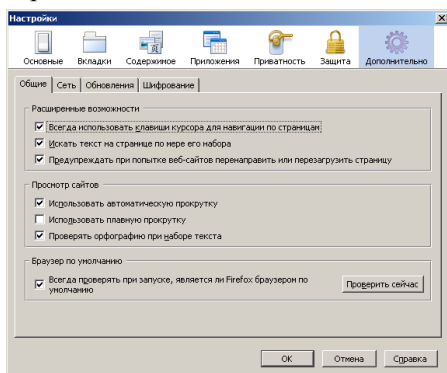 Настройки
Основные Вкладки Содержимое Приложения Приватность Защита Дополнительно
Общие Сеть Обновления Шифрование
Расширенные возможности
Всегда использовать клавиши курсора для навигации по страницам
Искать текст на странице по мере его набора
Предупреждать при попытке веб-сайтов перенаправить или перезагрузить страницу
Просмотр сайтов
Использовать автоматическую прокрутку
Использовать плавную прокрутку
Проверять орфографию при наборе текста
Браузер по умолчанию
Всегда проверять при запуске, является ли Firefox браузером по
умолчанию
Проверить сейчас
ОК Отмена Справка